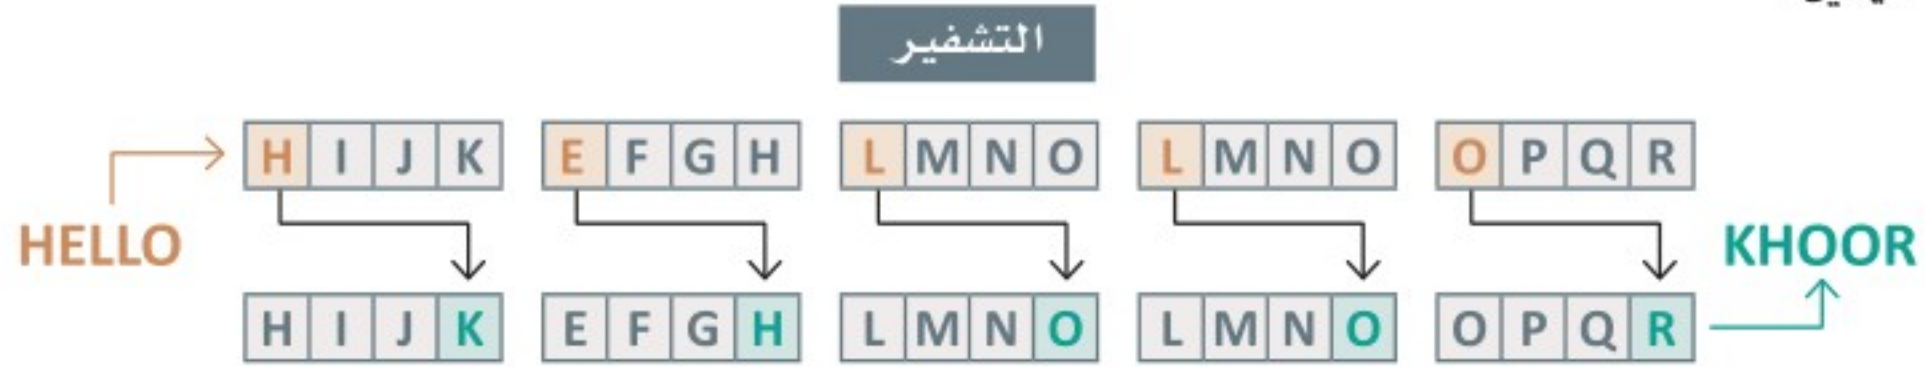 التشفير
H I J K E F G H L M N O L M N O O P Q R
HELLO
KHOOR
H I J K E F G H L M N O L M N O O P Q R